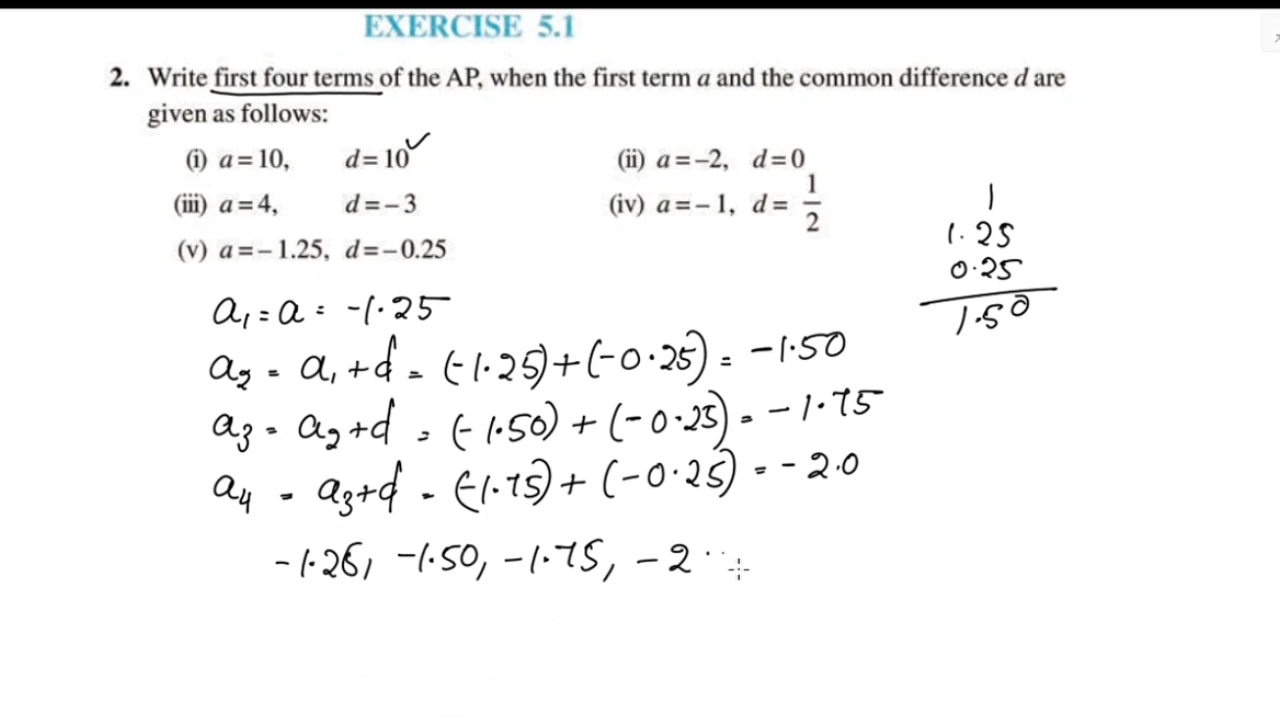 EXERCISE 5.1
2. Write first four terms of the AP, when the first term a and the common difference d are
given as follows:
(i) a = 10, d = 10 (ii) a = –2, d = 0
(iii) a = 4, d = – 3 (iv) a = – 1, d = 1/2
(v) a = – 1.25, d = – 0.25
1
1.25
0.25
1.50
a1 = a = -1.25
a2 = a1 + d = (-1.25) + (-0.25) = -1.50
a3 = a2 + d = (-1.50) + (-0.25) = -1.75
a4 = a3 + d = (-1.75) + (-0.25) = -2.0
-1.25, -1.50, -1.75, -2 ..